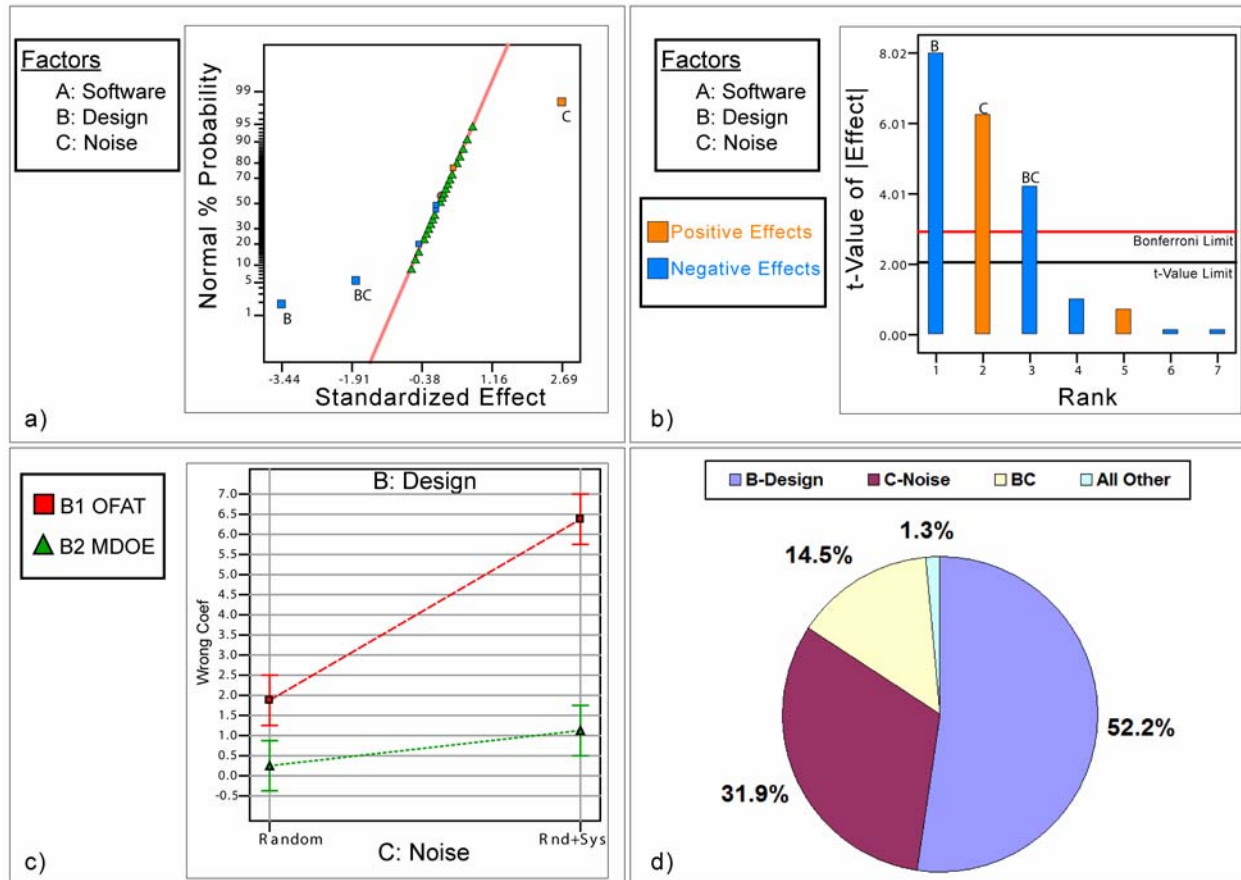 Factors
A: Software
B: Design
C: Noise
Normal % Probability
99
95
90
80
70
50
30
20
10
5
1
C
BC
B
-3.44
-1.91
-0.38
1.16
2.69
Standardized Effect
a)
Factors
A: Software
B: Design
C: Noise
Positive Effects
Negative Effects
t-Value of |Effect|
8.02
6.01
4.01
2.00
0.00
B
C
BC
Bonferroni Limit
t-Value Limit
1
2
3
4
5
6
7
Rank
b)
B1 OFAT
B2 MDOE
B: Design
Wrong Coef
7.0
6.5
6.0
5.5
5.0
4.5
4.0
3.5
3.0
2.5
2.0
1.5
1.0
0.5
0.0
-0.5
Random
Rnd+Sys
C: Noise
c)
B-Design
C-Noise
BC
All Other
1.3%
14.5%
52.2%
31.9%
d)